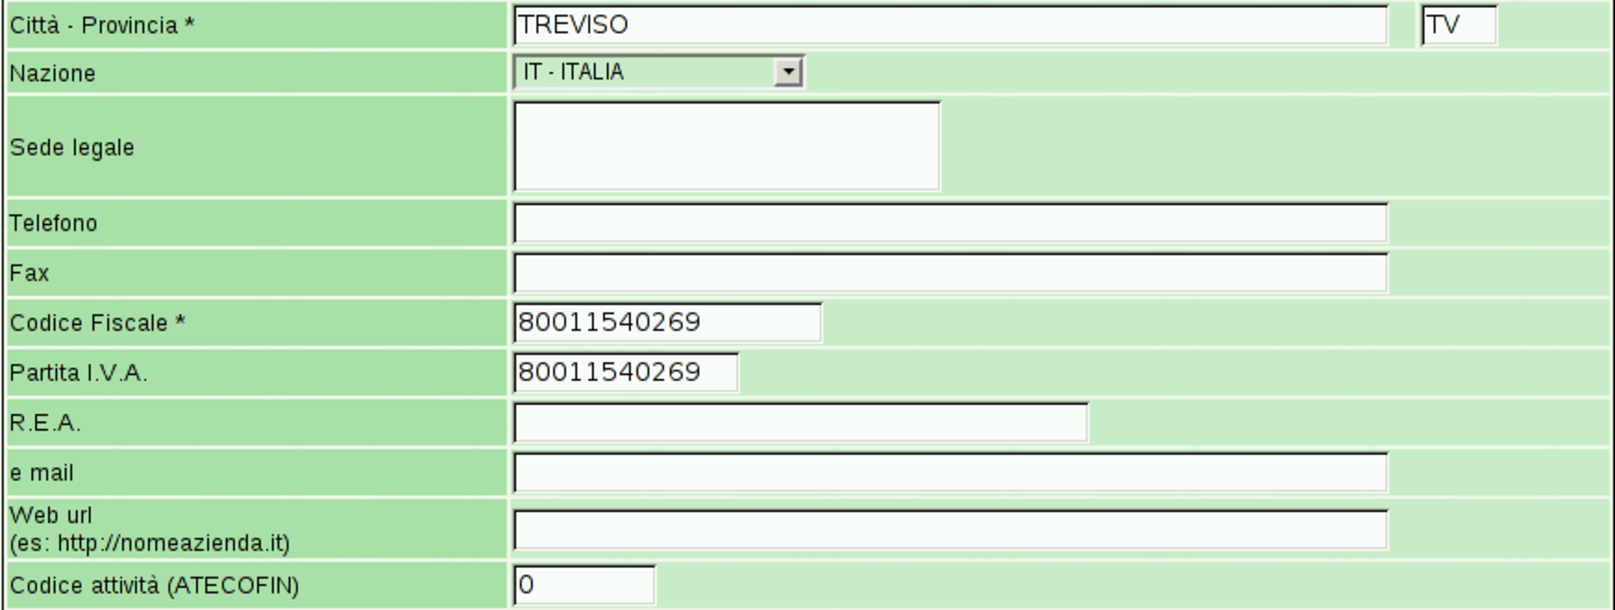 Città - Provincia * TREVISO TV
Nazione IT - ITALIA
Sede legale
Telefono
Fax
Codice Fiscale * 80011540269
Partita I.V.A. 80011540269
R.E.A.
e mail
Web url
(es: http://nomeazienda.it)
Codice attività (ATECOFIN) 0